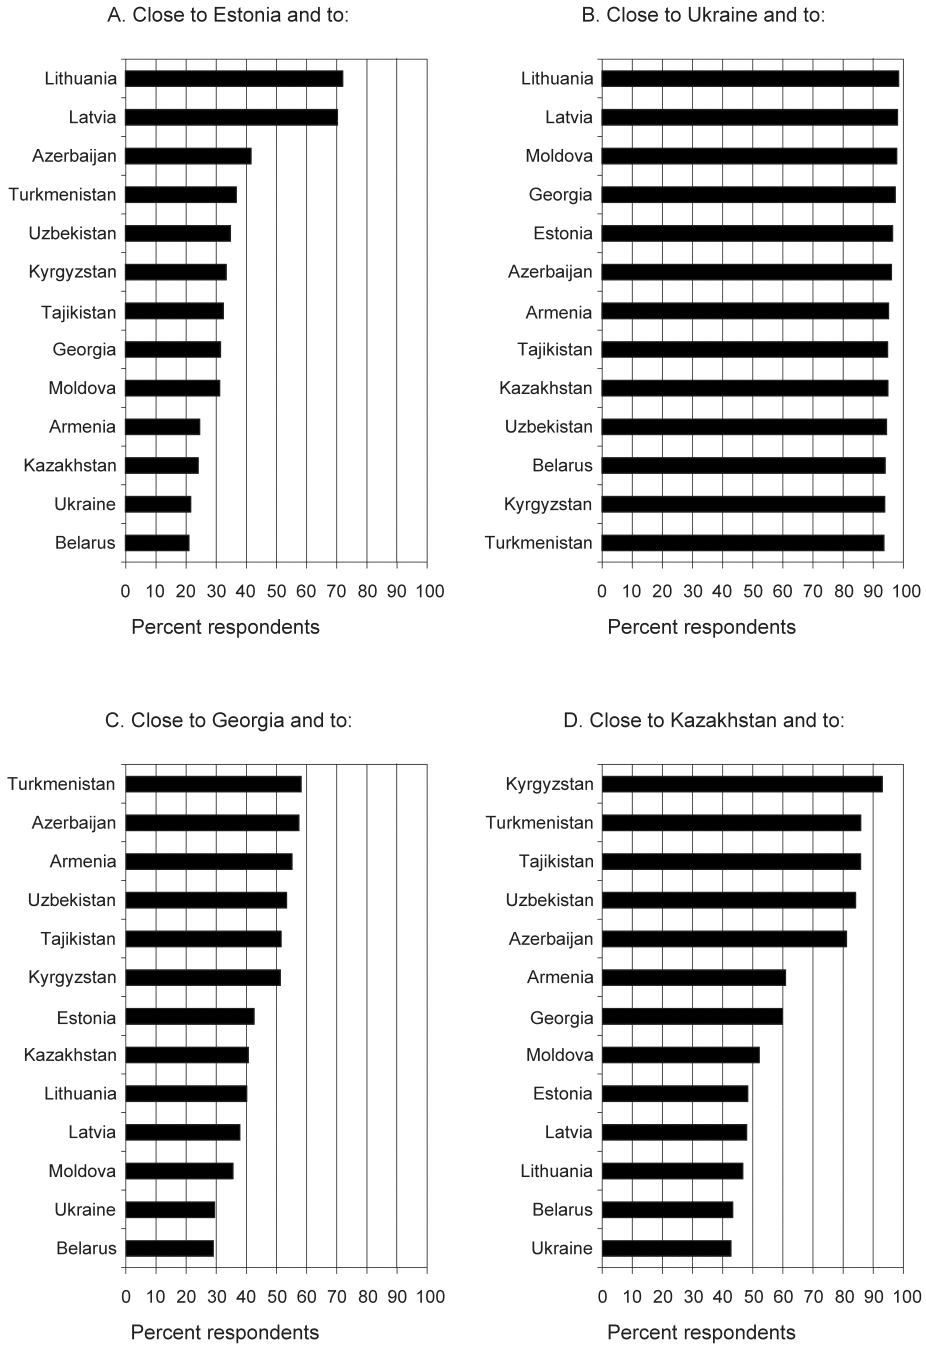 A. Close to Estonia and to:
Lithuania
Latvia
Azerbaijan
Turkmenistan
Uzbekistan
Kyrgyzstan
Tajikistan
Georgia
Moldova
Armenia
Kazakhstan
Ukraine
Belarus
0 10 20 30 40 50 60 70 80 90 100
Percent respondents
B. Close to Ukraine and to:
Lithuania
Latvia
Moldova
Georgia
Estonia
Azerbaijan
Armenia
Tajikistan
Kazakhstan
Uzbekistan
Belarus
Kyrgyzstan
Turkmenistan
0 10 20 30 40 50 60 70 80 90 100
Percent respondents
C. Close to Georgia and to:
Turkmenistan
Azerbaijan
Armenia
Uzbekistan
Tajikistan
Kyrgyzstan
Estonia
Kazakhstan
Lithuania
Latvia
Moldova
Ukraine
Belarus
0 10 20 30 40 50 60 70 80 90 100
Percent respondents
D. Close to Kazakhstan and to:
Kyrgyzstan
Turkmenistan
Tajikistan
Uzbekistan
Azerbaijan
Armenia
Georgia
Moldova
Estonia
Latvia
Lithuania
Belarus
Ukraine
0 10 20 30 40 50 60 70 80 90 100
Percent respondents